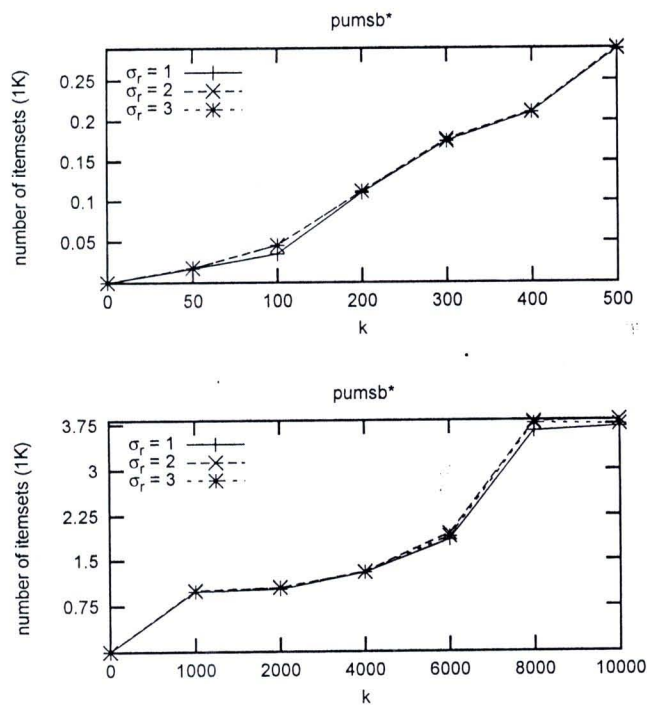 pumsb*
number of itemsets (1K)
0.25
0.2
0.15
0.1
0.05
σr = 1
σr = 2
σr = 3
0 50 100 200 300 400 500
k
pumsb*
number of itemsets (1K)
3.75
3
2.25
1.5
0.75
σr = 1
σr = 2
σr = 3
0 1000 2000 4000 6000 8000 10000
k